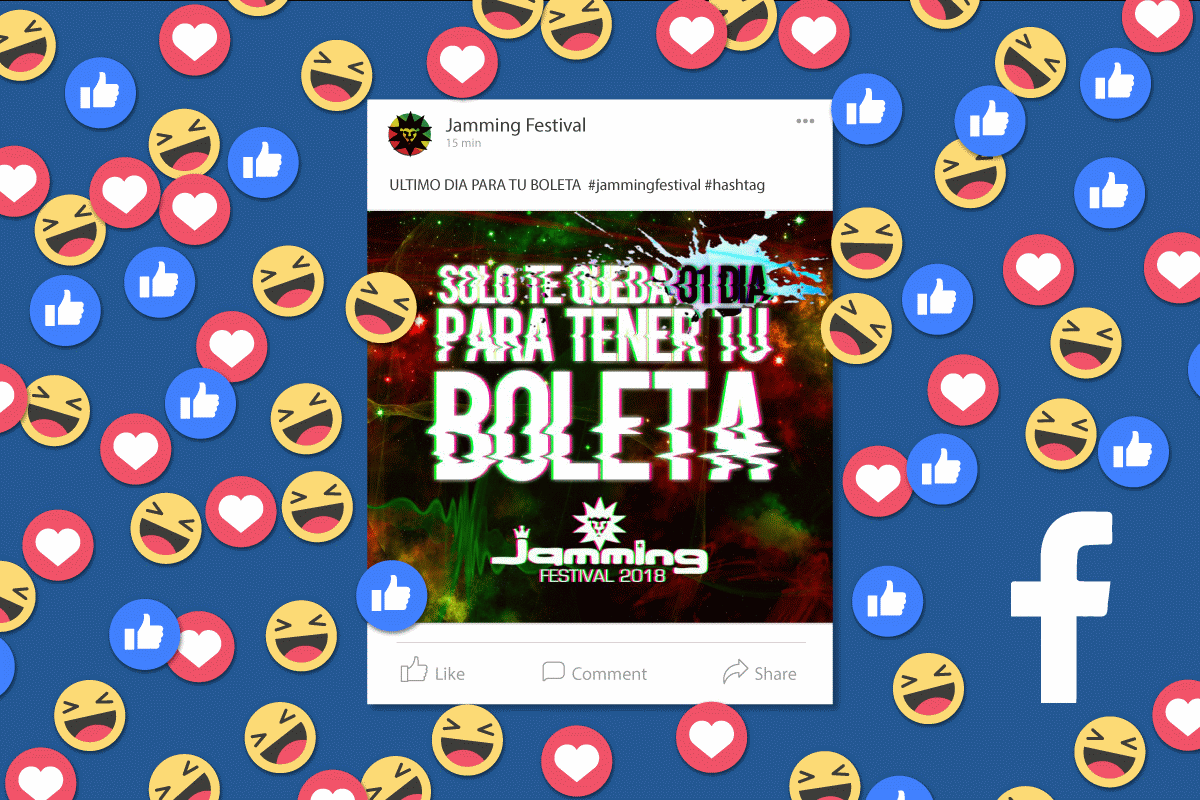 Jamming Festival
15 min
ULTIMO DIA PARA TU BOLETA #jammingfestival #hashtag
SOLO TE QUEDA 01 DIA
PARA TENER TU
BOLETA
Jamming
FESTIVAL 2018
Like Comment Share